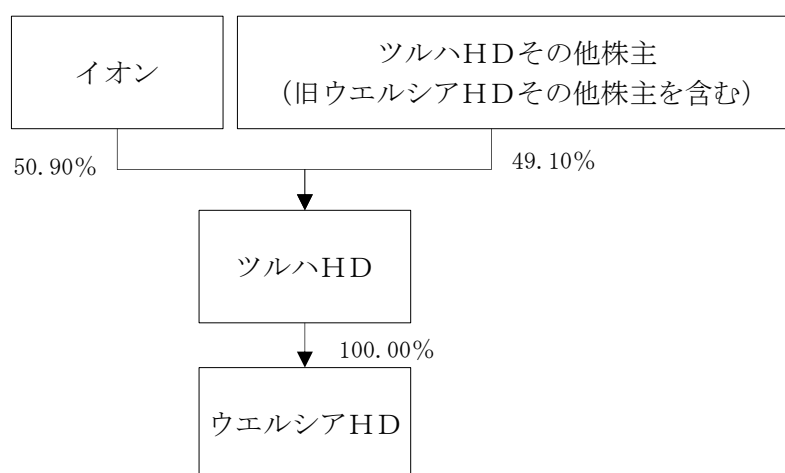 イオン
ツルハＨＤその他株主
（旧ウエルシアＨＤその他株主を含む）
50.90％
49.10％
ツルハＨＤ
100.00％
ウエルシアＨＤ